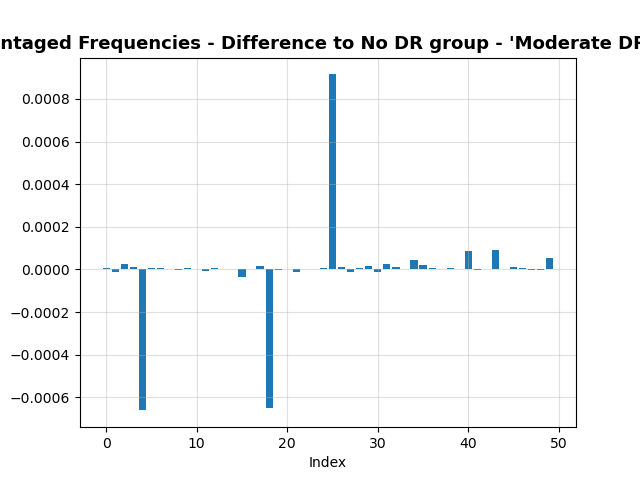 ntaged Frequencies - Difference to No DR group - 'Moderate DR
0.0008
0.0006
0.0004
0.0002
0.0000
−0.0002
−0.0004
−0.0006
0 10 20 30 40 50
Index